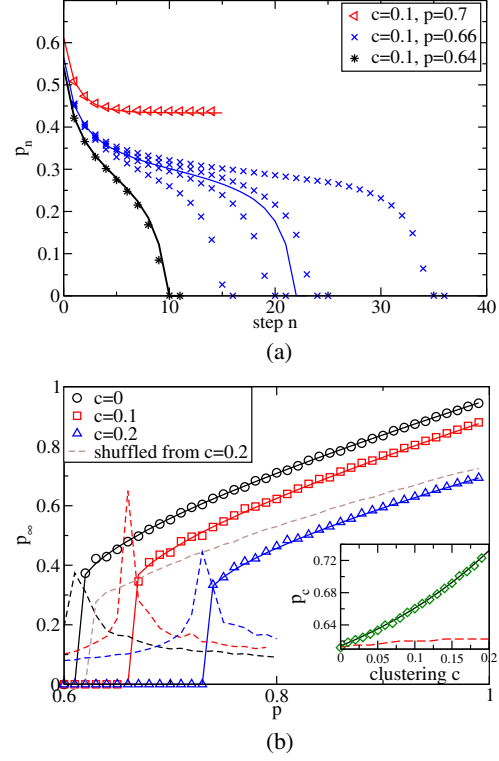 c=0.1, p=0.7
c=0.1, p=0.66
c=0.1, p=0.64
0.6
0.5
0.4
0.3
0.2
0.1
0
p_n
0 10 20 30 40
step n
(a)
1
0.8
0.6
0.4
0.2
0
p_∞
c=0
c=0.1
c=0.2
shuffled from c=0.2
0.72
0.68
0.64
p_c
0 0.05 0.1 0.15 0.2
clustering c
0.6 0.8 1
p
(b)